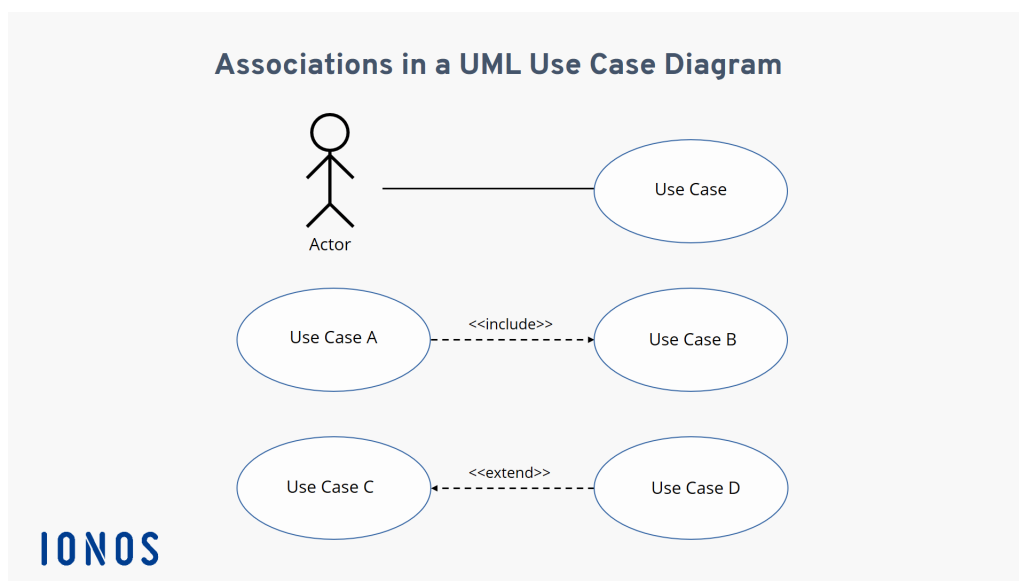 Associations in a UML Use Case Diagram
Use Case
Actor
<<include>>
Use Case A
Use Case B
<<extend>>
Use Case C
Use Case D
IONOS